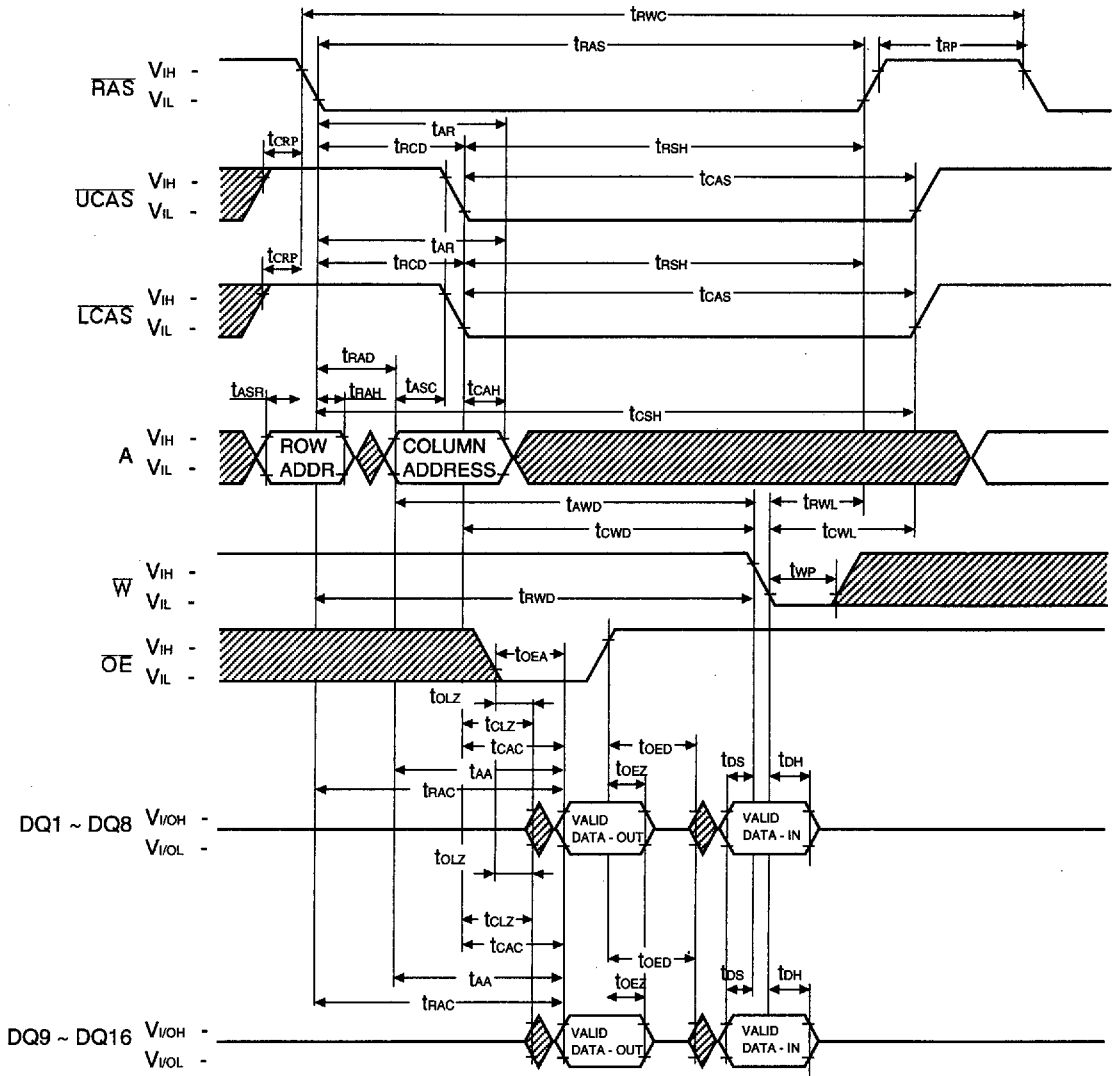 tRWC
tRAS
tRP
RAS
VIH -
VIL -
tAR
tCRP
tRCD
tRSH
UCAS
VIH -
VIL -
tCAS
tAR
tCRP
tRCD
tRSH
LCAS
VIH -
VIL -
tCAS
tRAD
tASR
tRAH
tASC
tCAH
tCSH
A
VIH -
VIL -
ROW
ADDR.
COLUMN
ADDRESS
tAWD
tRWL
tCWD
tCWL
W
VIH -
VIL -
tWP
tRWD
OE
VIH -
VIL -
tOEA
tOLZ
tCLZ
tCAC
tOED
tAA
tOEZ
tDS
tDH
tRAC
DQ1 ~ DQ8
VI/OH -
VI/OL -
VALID
DATA - OUT
VALID
DATA - IN
tOLZ
tCLZ
tCAC
tOED
tAA
tOEZ
tDS
tDH
tRAC
DQ9 ~ DQ16
VI/OH -
VI/OL -
VALID
DATA - OUT
VALID
DATA - IN